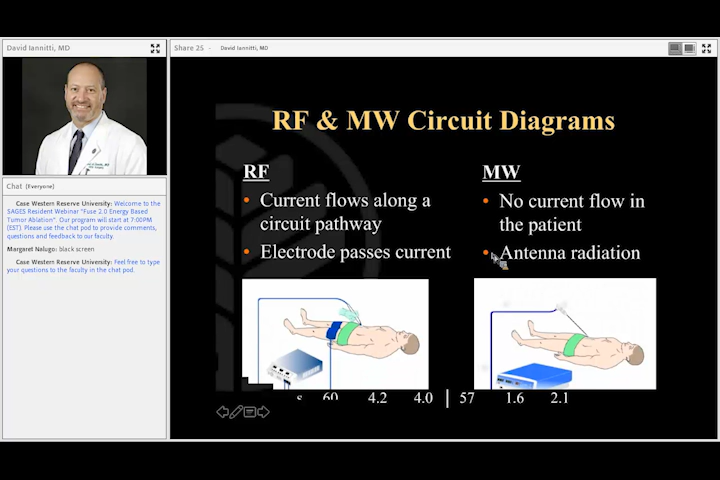 David Iannitti, MD
Share 25 - David Iannitti, MD
Chat (Everyone)
Case Western Reserve University: Welcome to the
SAGES Resident Webinar "Fuse 2.0 Energy Based
Tumor Ablation". Our program will start at 7:00PM
(EST). Please use the chat pod to provide comments,
questions and feedback to our faculty.
Margaret Nalugo: black screen
Case Western Reserve University: Feel free to type
your questions to the faculty in the chat pod.
RF & MW Circuit Diagrams
RF
• Current flows along a
circuit pathway
• Electrode passes current
MW
• No current flow in
the patient
• Antenna radiation
s 60 4.2 4.0 57 1.6 2.1